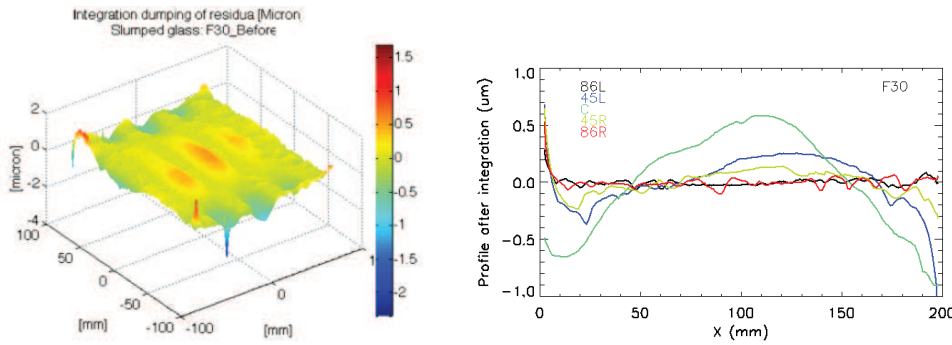 Integration dumping of residua [Micron
Slumped glass: F30_Before
2
0
-2
-4
[micron]
100
50
0
-50
-100
[mm]
-100
0
1
[mm]
1.5
1
0.5
0
-0.5
-1
-1.5
-2
Profile after integration (um)
1.0
0.5
0.0
-0.5
-1.0
86L
45L
C
45R
86R
F30
0
50
100
150
200
X (mm)